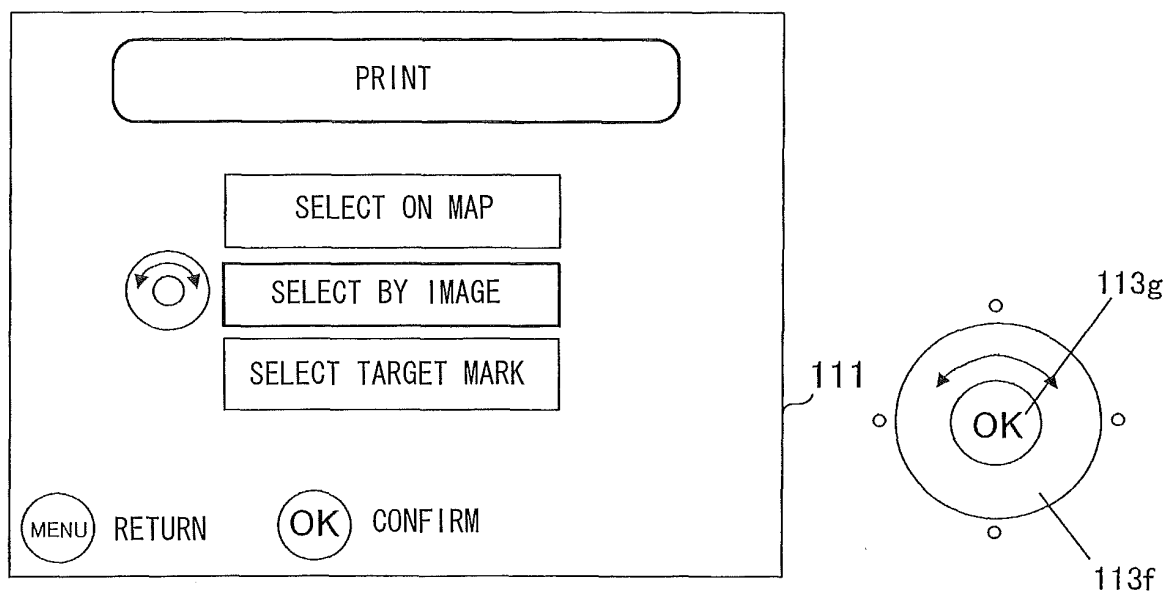 PRINT
SELECT ON MAP
SELECT BY IMAGE
SELECT TARGET MARK
MENU RETURN OK CONFIRM
111
113g
OK
113f